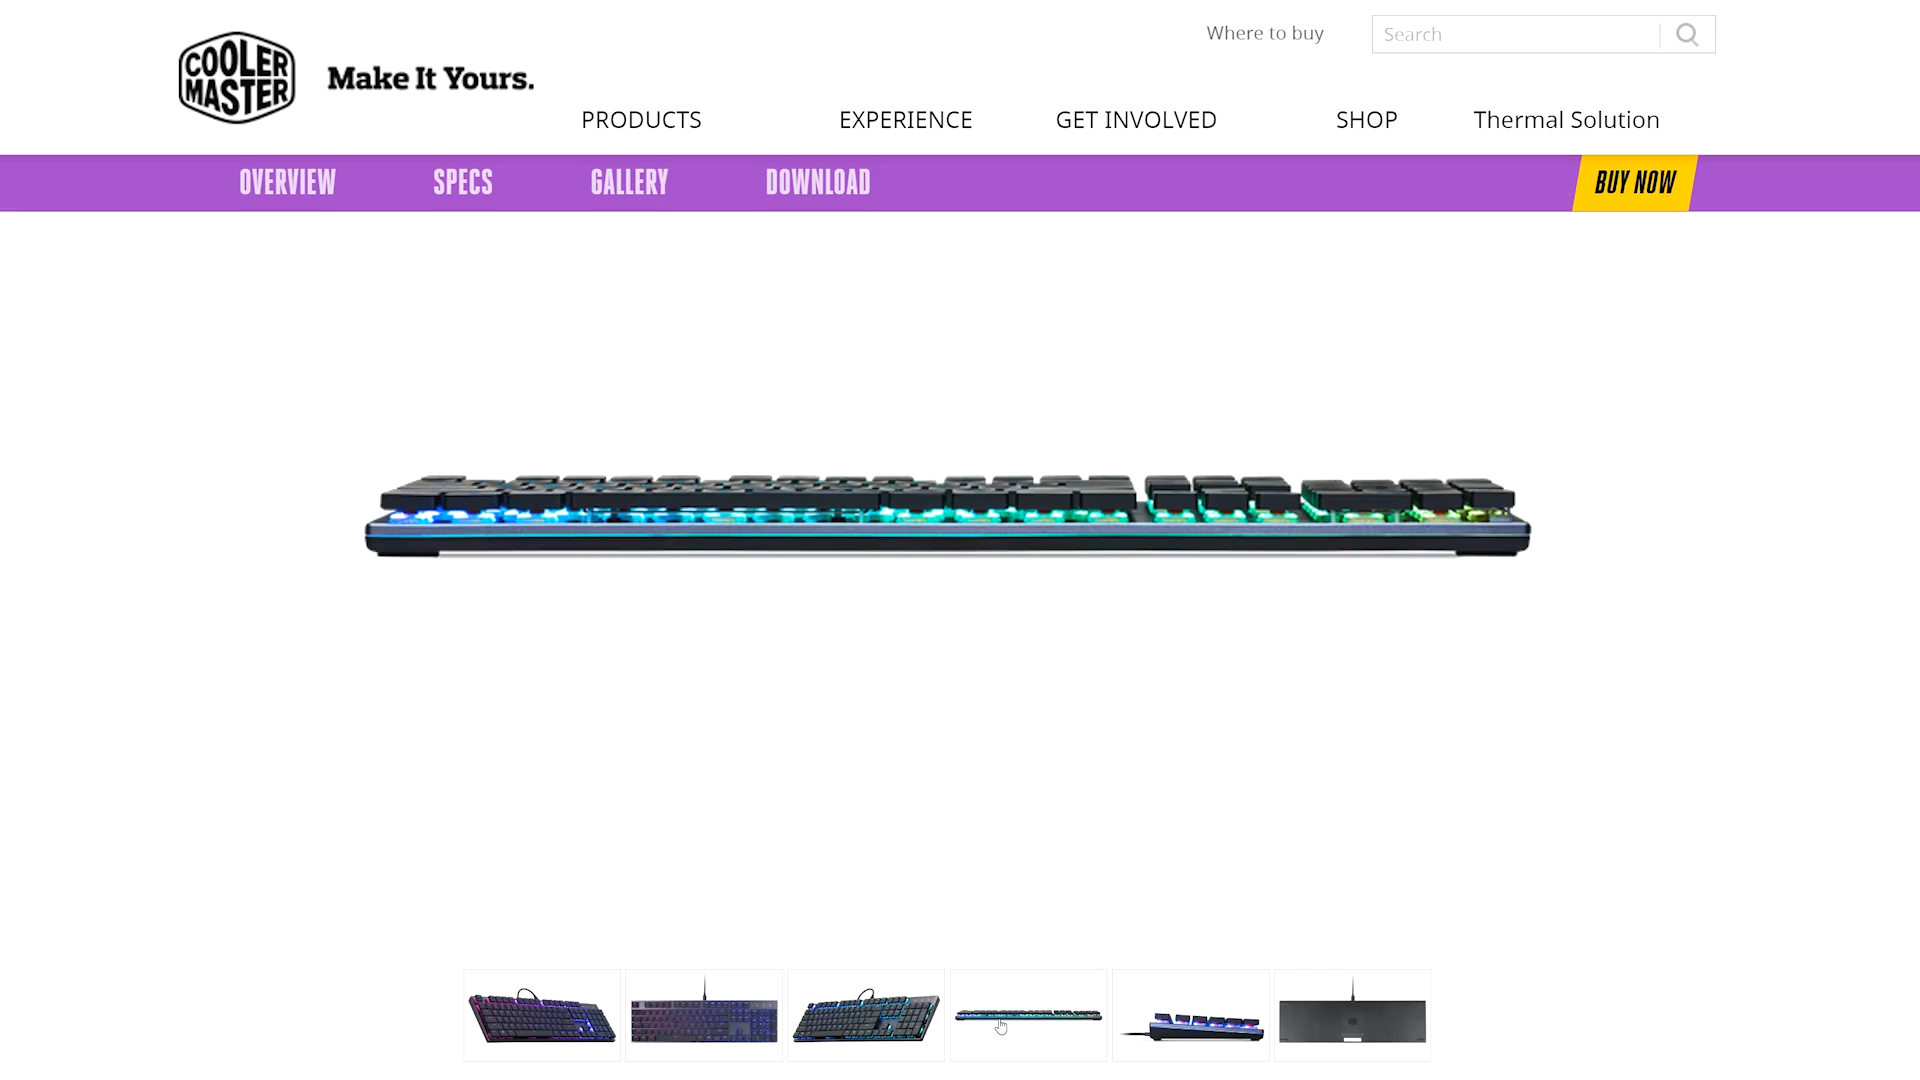 Where to buy
Search
COOLER
MASTER
Make It Yours.
PRODUCTS EXPERIENCE GET INVOLVED SHOP Thermal Solution
OVERVIEW SPECS GALLERY DOWNLOAD BUY NOW